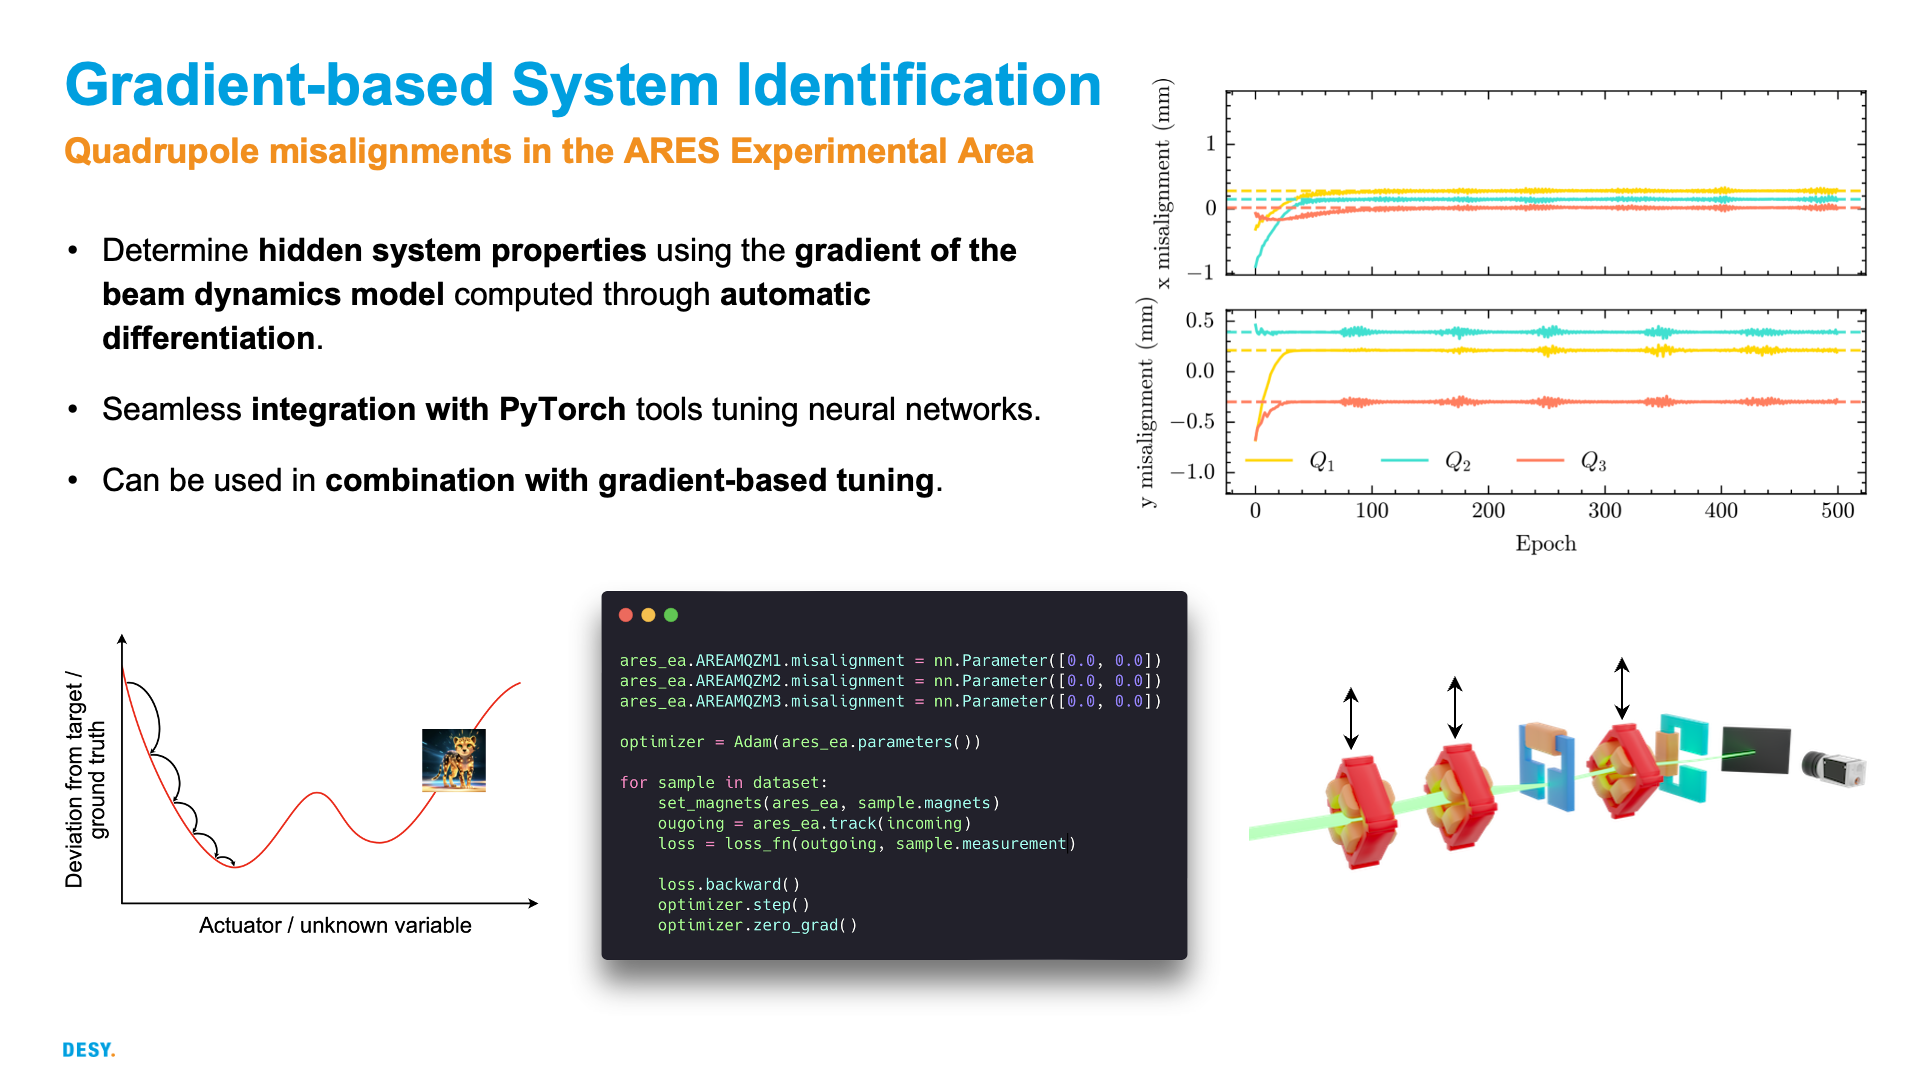 Gradient-based System Identification
Quadrupole misalignments in the ARES Experimental Area
• Determine hidden system properties using the gradient of the
beam dynamics model computed through automatic
differentiation.
• Seamless integration with PyTorch tools tuning neural networks.
• Can be used in combination with gradient-based tuning.
x misalignment (mm)
1
0
−1
y misalignment (mm)
0.5
0.0
−0.5
−1.0
Q1 Q2 Q3
0 100 200 300 400 500
Epoch
Deviation from target /
ground truth
Actuator / unknown variable
ares_ea.AREAMQZM1.misalignment = nn.Parameter([0.0, 0.0])
ares_ea.AREAMQZM2.misalignment = nn.Parameter([0.0, 0.0])
ares_ea.AREAMQZM3.misalignment = nn.Parameter([0.0, 0.0])
optimizer = Adam(ares_ea.parameters())
for sample in dataset:
    set_magnets(ares_ea, sample.magnets)
    ougoing = ares_ea.track(incoming)
    loss = loss_fn(outgoing, sample.measurement)
    loss.backward()
    optimizer.step()
    optimizer.zero_grad()
DESY.